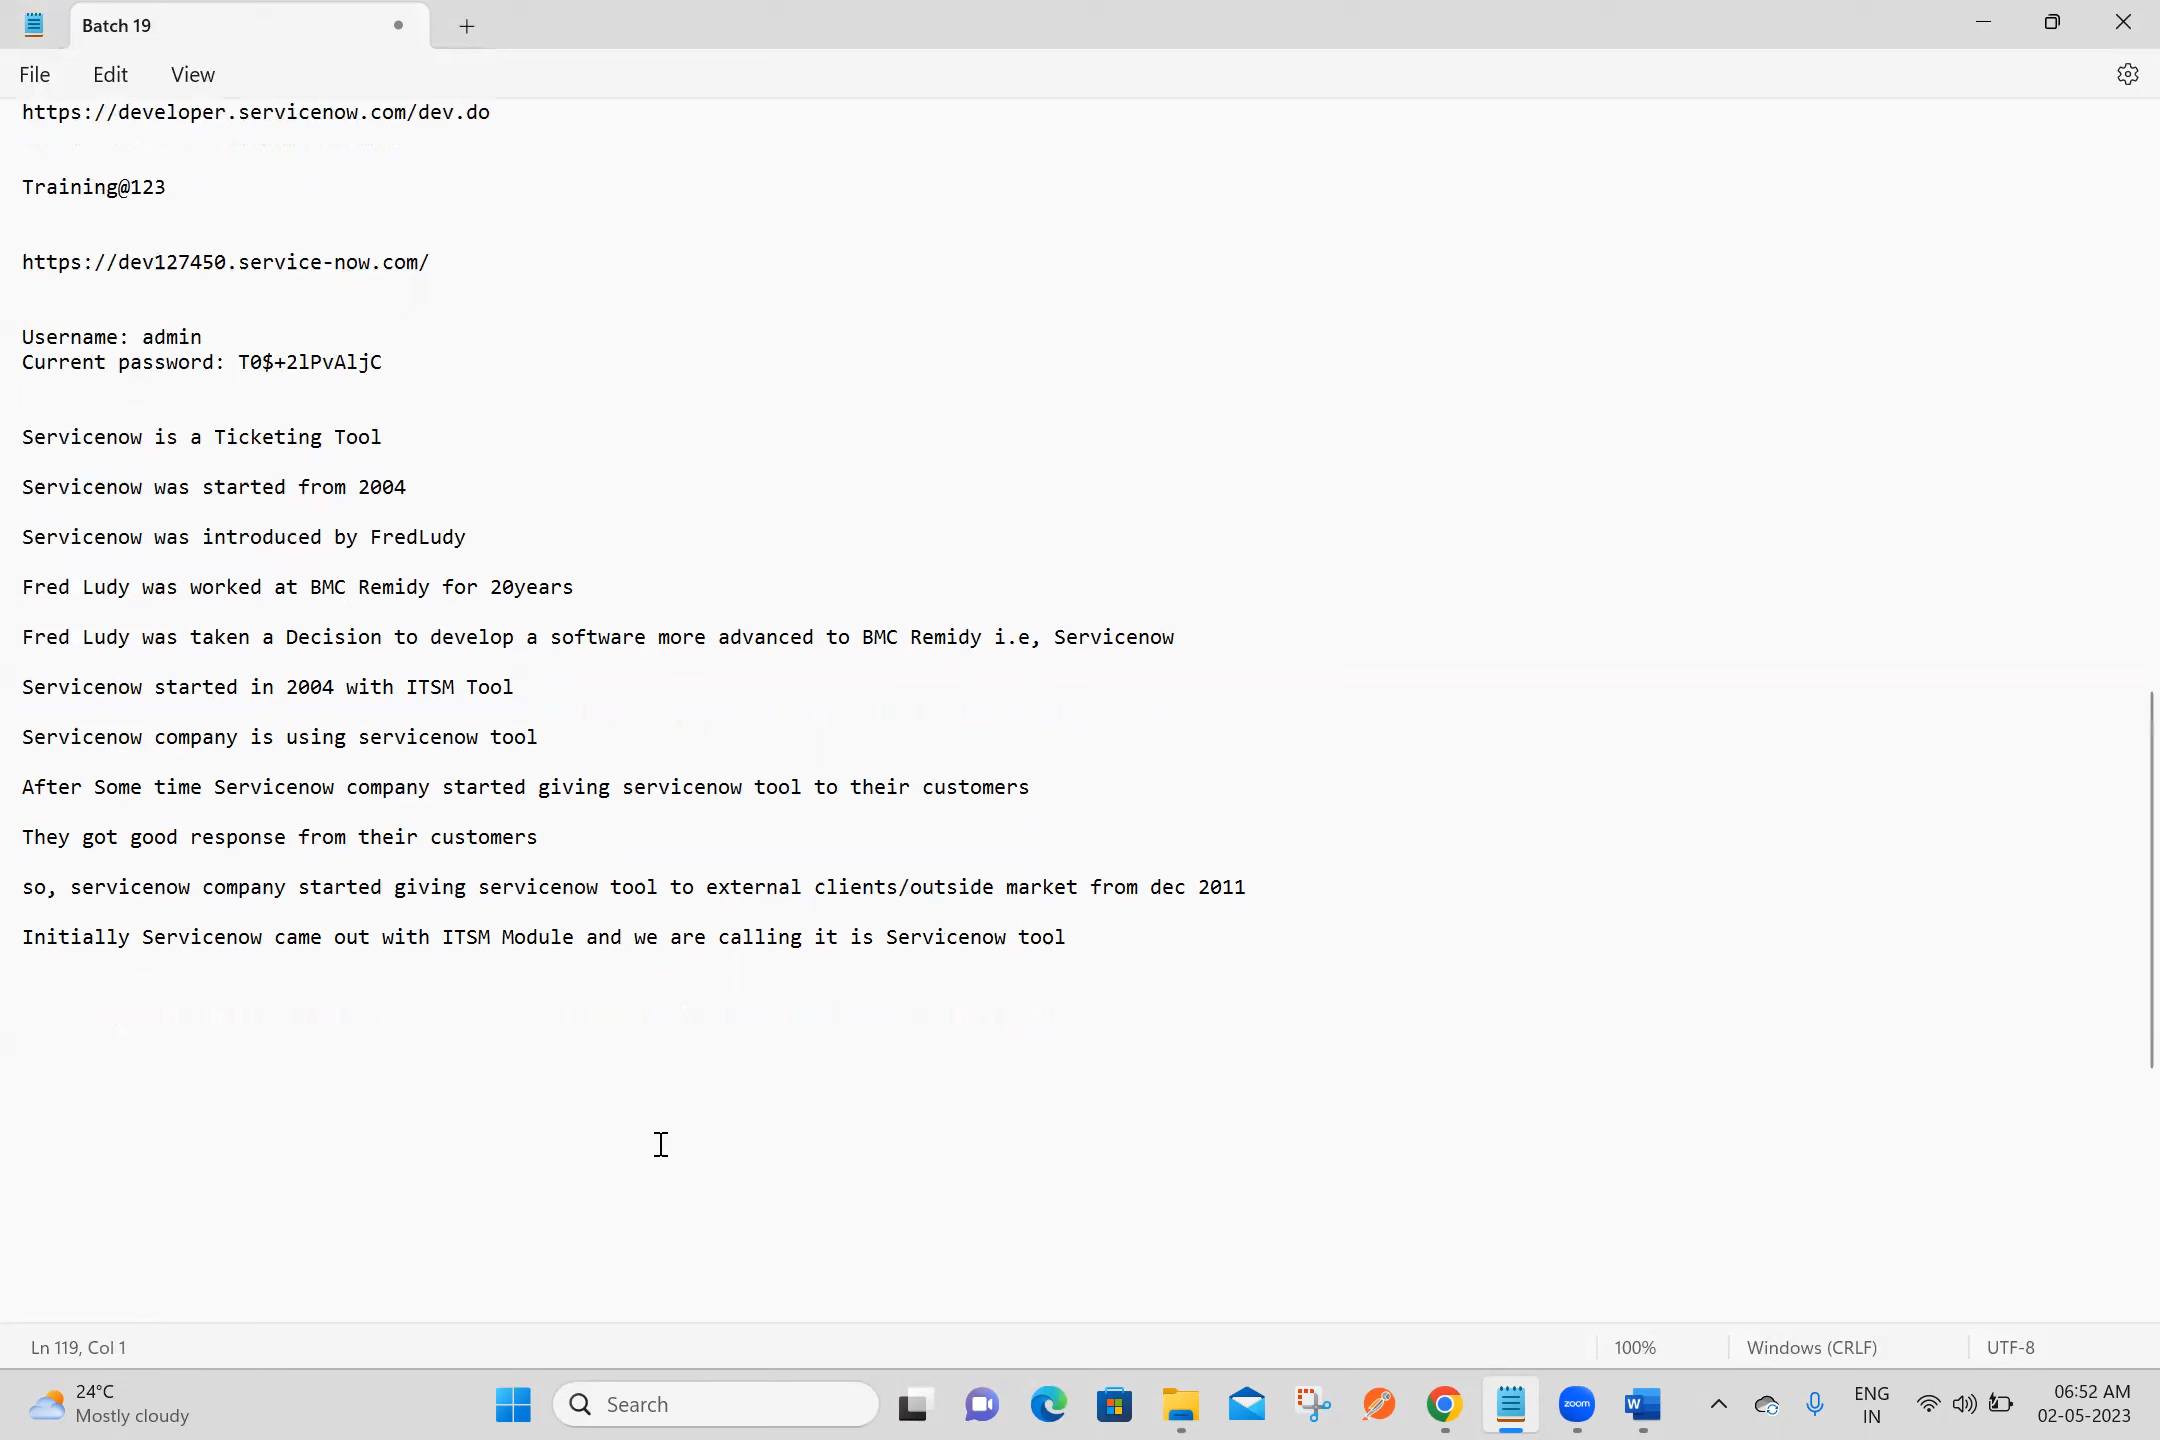 Batch 19
File Edit View
https://developer.servicenow.com/dev.do
Training@123
https://dev127450.service-now.com/
Username: admin
Current password: T0$+2lPvAljC
Servicenow is a Ticketing Tool
Servicenow was started from 2004
Servicenow was introduced by FredLudy
Fred Ludy was worked at BMC Remidy for 20years
Fred Ludy was taken a Decision to develop a software more advanced to BMC Remidy i.e, Servicenow
Servicenow started in 2004 with ITSM Tool
Servicenow company is using servicenow tool
After Some time Servicenow company started giving servicenow tool to their customers
They got good response from their customers
so, servicenow company started giving servicenow tool to external clients/outside market from dec 2011
Initially Servicenow came out with ITSM Module and we are calling it is Servicenow tool
Ln 119, Col 1 100% Windows (CRLF) UTF-8
24°C
Mostly cloudy
Search
zoom
W
ENG
IN
06:52 AM
02-05-2023